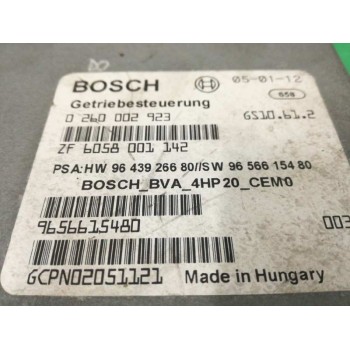 BOSCH 05-01-12
558
Getriebesteuerung
0 260 002 923 GS10.61.2
ZF 6058 001 142
PSA:HW 96 439 266 80//SW 96 566 154 80
BOSCH_BVA_4HP20_CEM0
9656615480 003
GCPN02051121 Made in Hungary